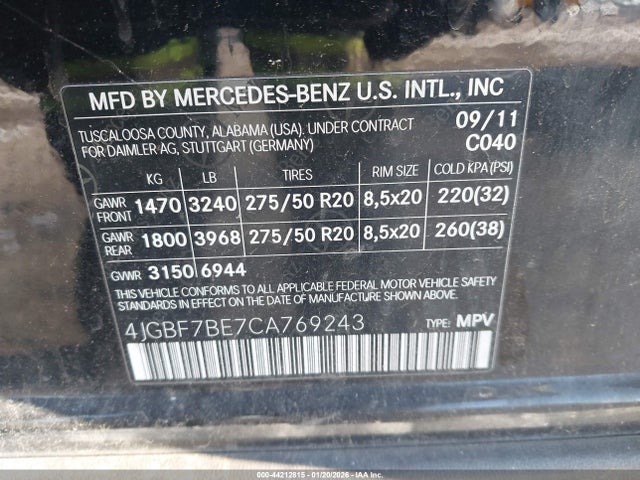 MFD BY MERCEDES-BENZ U.S. INTL., INC
TUSCALOOSA COUNTY, ALABAMA (USA). UNDER CONTRACT 09/11
FOR DAIMLER AG, STUTTGART (GERMANY) C040
KG LB TIRES RIM SIZE COLD KPA(PSI)
GAWR FRONT 1470 3240 275/50 R20 8,5x20 220(32)
GAWR REAR 1800 3968 275/50 R20 8,5x20 260(38)
GVWR 3150 6944
THIS VEHICLE CONFORMS TO ALL APPLICABLE FEDERAL MOTOR VEHICLE SAFETY
STANDARDS IN EFFECT ON THE DATE OF MANUFACTURE SHOWN ABOVE.
4JGBF7BE7CA769243 TYPE: MPV
000-44212815 - 01/20/2026 - IAA Holdings, LLC